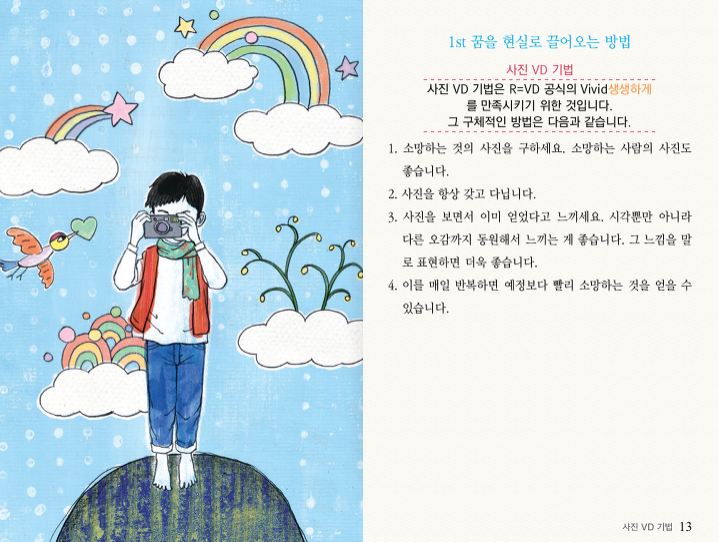 1st 꿈을 현실로 끌어오는 방법
사진 VD 기법
사진 VD 기법은 R=VD 공식의 Vivid생생하게
를 만족시키기 위한 것입니다.
그 구체적인 방법은 다음과 같습니다.
1. 소망하는 것의 사진을 구하세요. 소망하는 사람의 사진도
좋습니다.
2. 사진을 항상 갖고 다닙니다.
3. 사진을 보면서 이미 얻었다고 느끼세요. 시각뿐만 아니라
다른 오감까지 동원해서 느끼는 게 좋습니다. 그 느낌을 말
로 표현하면 더욱 좋습니다.
4. 이를 매일 반복하면 예정보다 빨리 소망하는 것을 얻을 수
있습니다.
사진 VD 기법 13